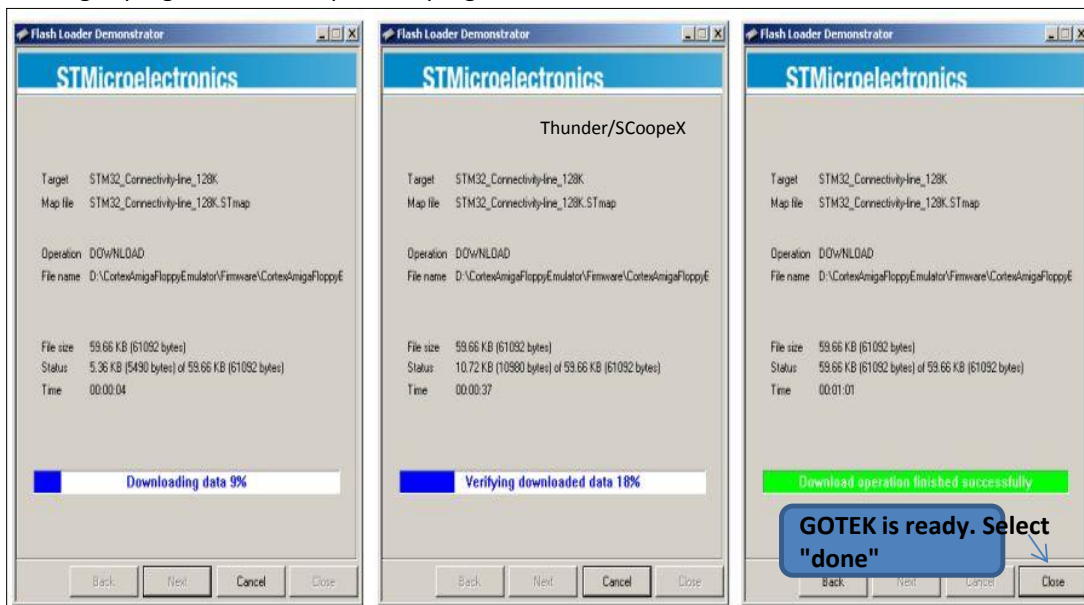 Flash Loader Demonstrator
STMicroelectronics
Target STM32_Connectivity-line_128K
Map file STM32_Connectivity-line_128K.STmap
Operation DOWNLOAD
File name D:\CortexAmigaFloppyEmulator\Firmware\CortexAmigaFloppyE
File size 59.66 KB (61092 bytes)
Status 5.36 KB (5490 bytes) of 59.66 KB (61092 bytes)
Time 00:00:04
Downloading data 9%
Back Next Cancel Close
Flash Loader Demonstrator
STMicroelectronics
Thunder/SCoopeX
Target STM32_Connectivity-line_128K
Map file STM32_Connectivity-line_128K.STmap
Operation DOWNLOAD
File name D:\CortexAmigaFloppyEmulator\Firmware\CortexAmigaFloppyE
File size 59.66 KB (61092 bytes)
Status 10.72 KB (10980 bytes) of 59.66 KB (61092 bytes)
Time 00:00:37
Verifying downloaded data 18%
Back Next Cancel Close
Flash Loader Demonstrator
STMicroelectronics
Target STM32_Connectivity-line_128K
Map file STM32_Connectivity-line_128K.STmap
Operation DOWNLOAD
File name D:\CortexAmigaFloppyEmulator\Firmware\CortexAmigaFloppyE
File size 59.66 KB (61092 bytes)
Status 59.66 KB (61092 bytes) of 59.66 KB (61092 bytes)
Time 00:01:01
Download operation finished successfully
GOTEK is ready. Select
"done"
Back Next Cancel Close